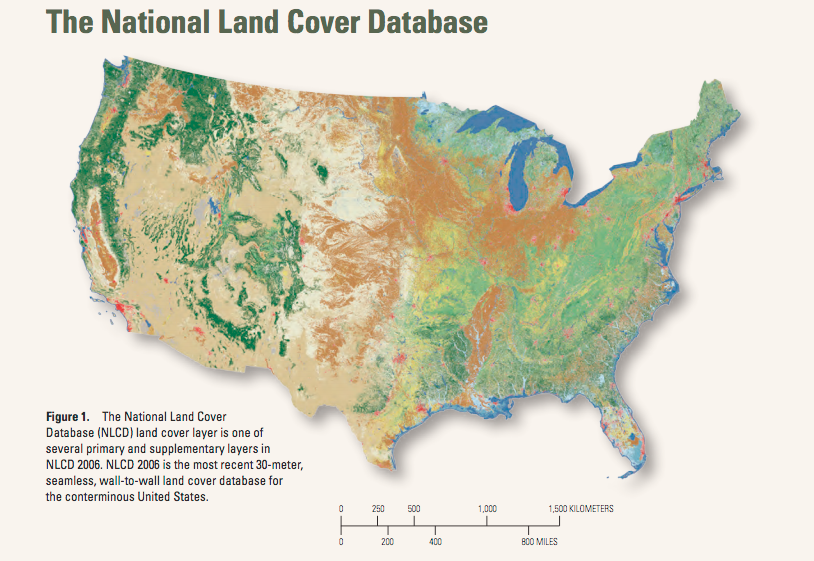 The National Land Cover Database
Figure 1. The National Land Cover
Database (NLCD) land cover layer is one of
several primary and supplementary layers in
NLCD 2006. NLCD 2006 is the most recent 30-meter,
seamless, wall-to-wall land cover database for
the conterminous United States.
0 250 500 1,000 1,500 KILOMETERS
0 200 400 800 MILES